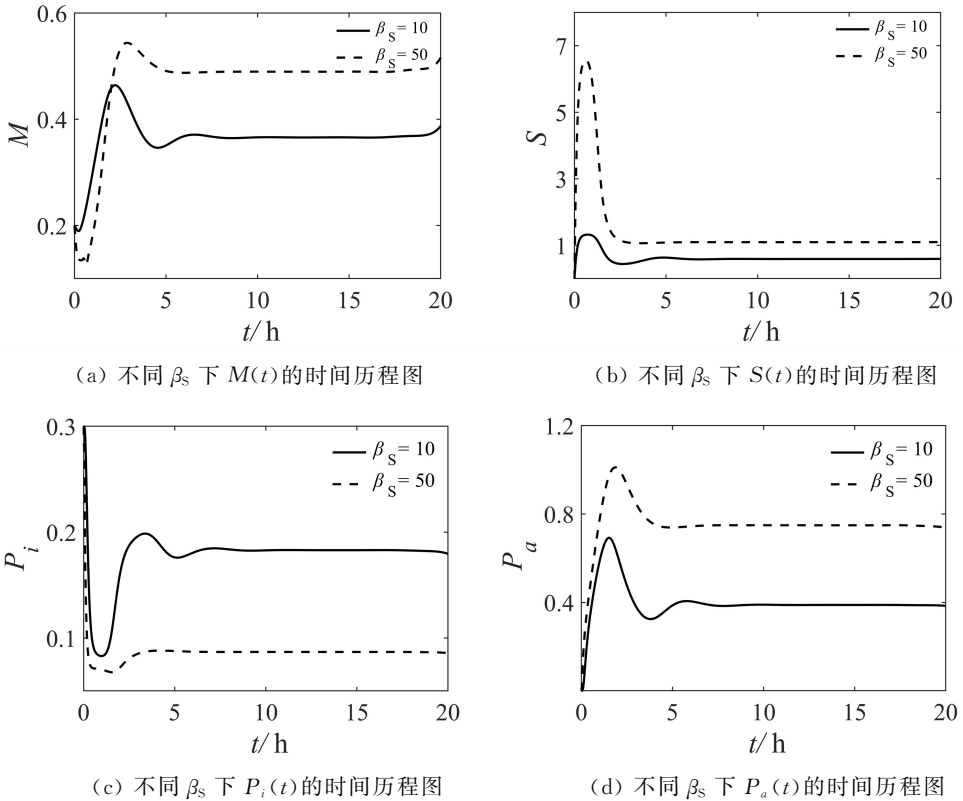 0.6
β_S = 10
β_S = 50
0.4
M
0.2
0 5 10 15 20
t/h
(a) 不同 β_S 下 M(t)的时间历程图
7
β_S = 10
β_S = 50
5
S
3
1
0 5 10 15 20
t/h
(b) 不同 β_S 下 S(t)的时间历程图
0.3
β_S = 10
β_S = 50
0.2
P_i
0.1
0 5 10 15 20
t/h
(c) 不同 β_S 下 P_i(t)的时间历程图
1.2
β_S = 10
β_S = 50
0.8
P_a
0.4
0 5 10 15 20
t/h
(d) 不同 β_S 下 P_a(t)的时间历程图